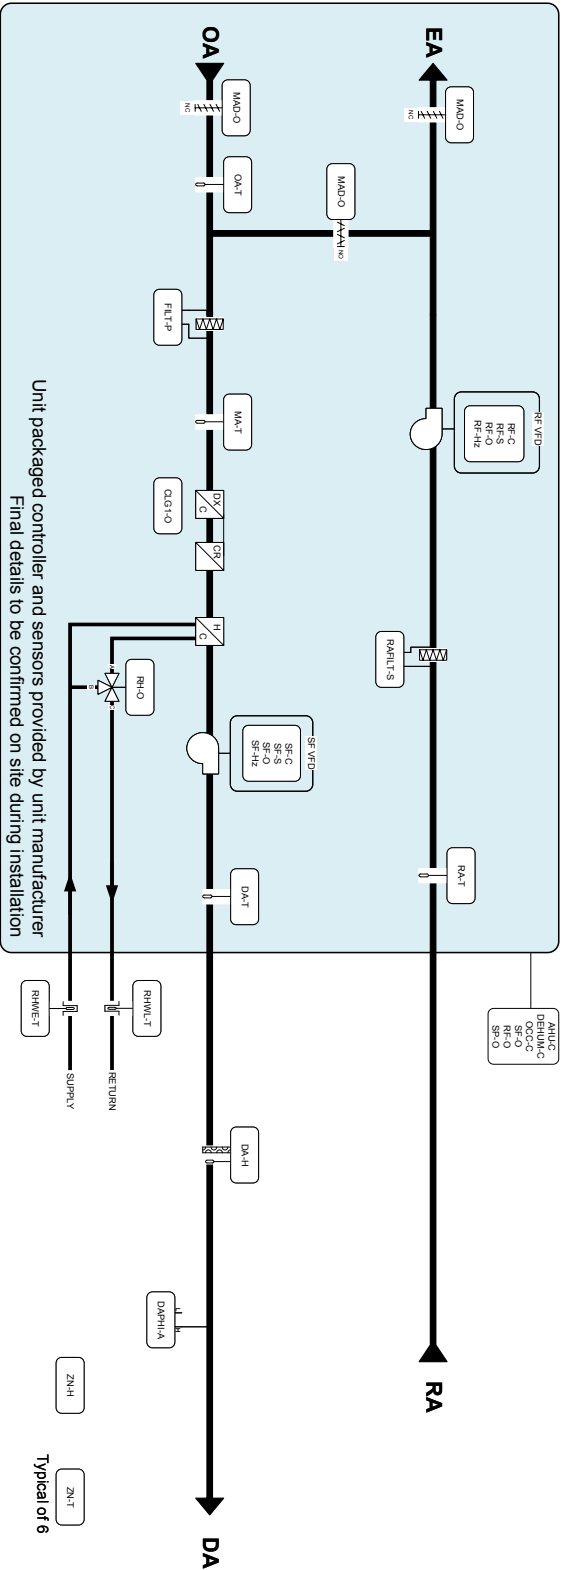 EA
MAD-O
NC
RF VFD
RF-C
RF-S
RF-O
RF-Hz
RAFILT-S
RA-T
AHU-C
DEHUM-C
OCC-C
SF-O
RF-O
SP-O
RA
MAD-O
NO
OA
MAD-O
NC
OA-T
FILT-P
MA-T
DX
C
CLG1-O
CR
H
C
SF VFD
SF-C
SF-S
SF-O
SF-Hz
DA-T
DA-H
DAPHI-A
L
H
DA
RH-O
A
B
RHWL-T
RETURN
RHWE-T
SUPPLY
ZN-H
ZN-T
Typical of 6
Unit packaged controller and sensors provided by unit manufacturer
Final details to be confirmed on site during installation